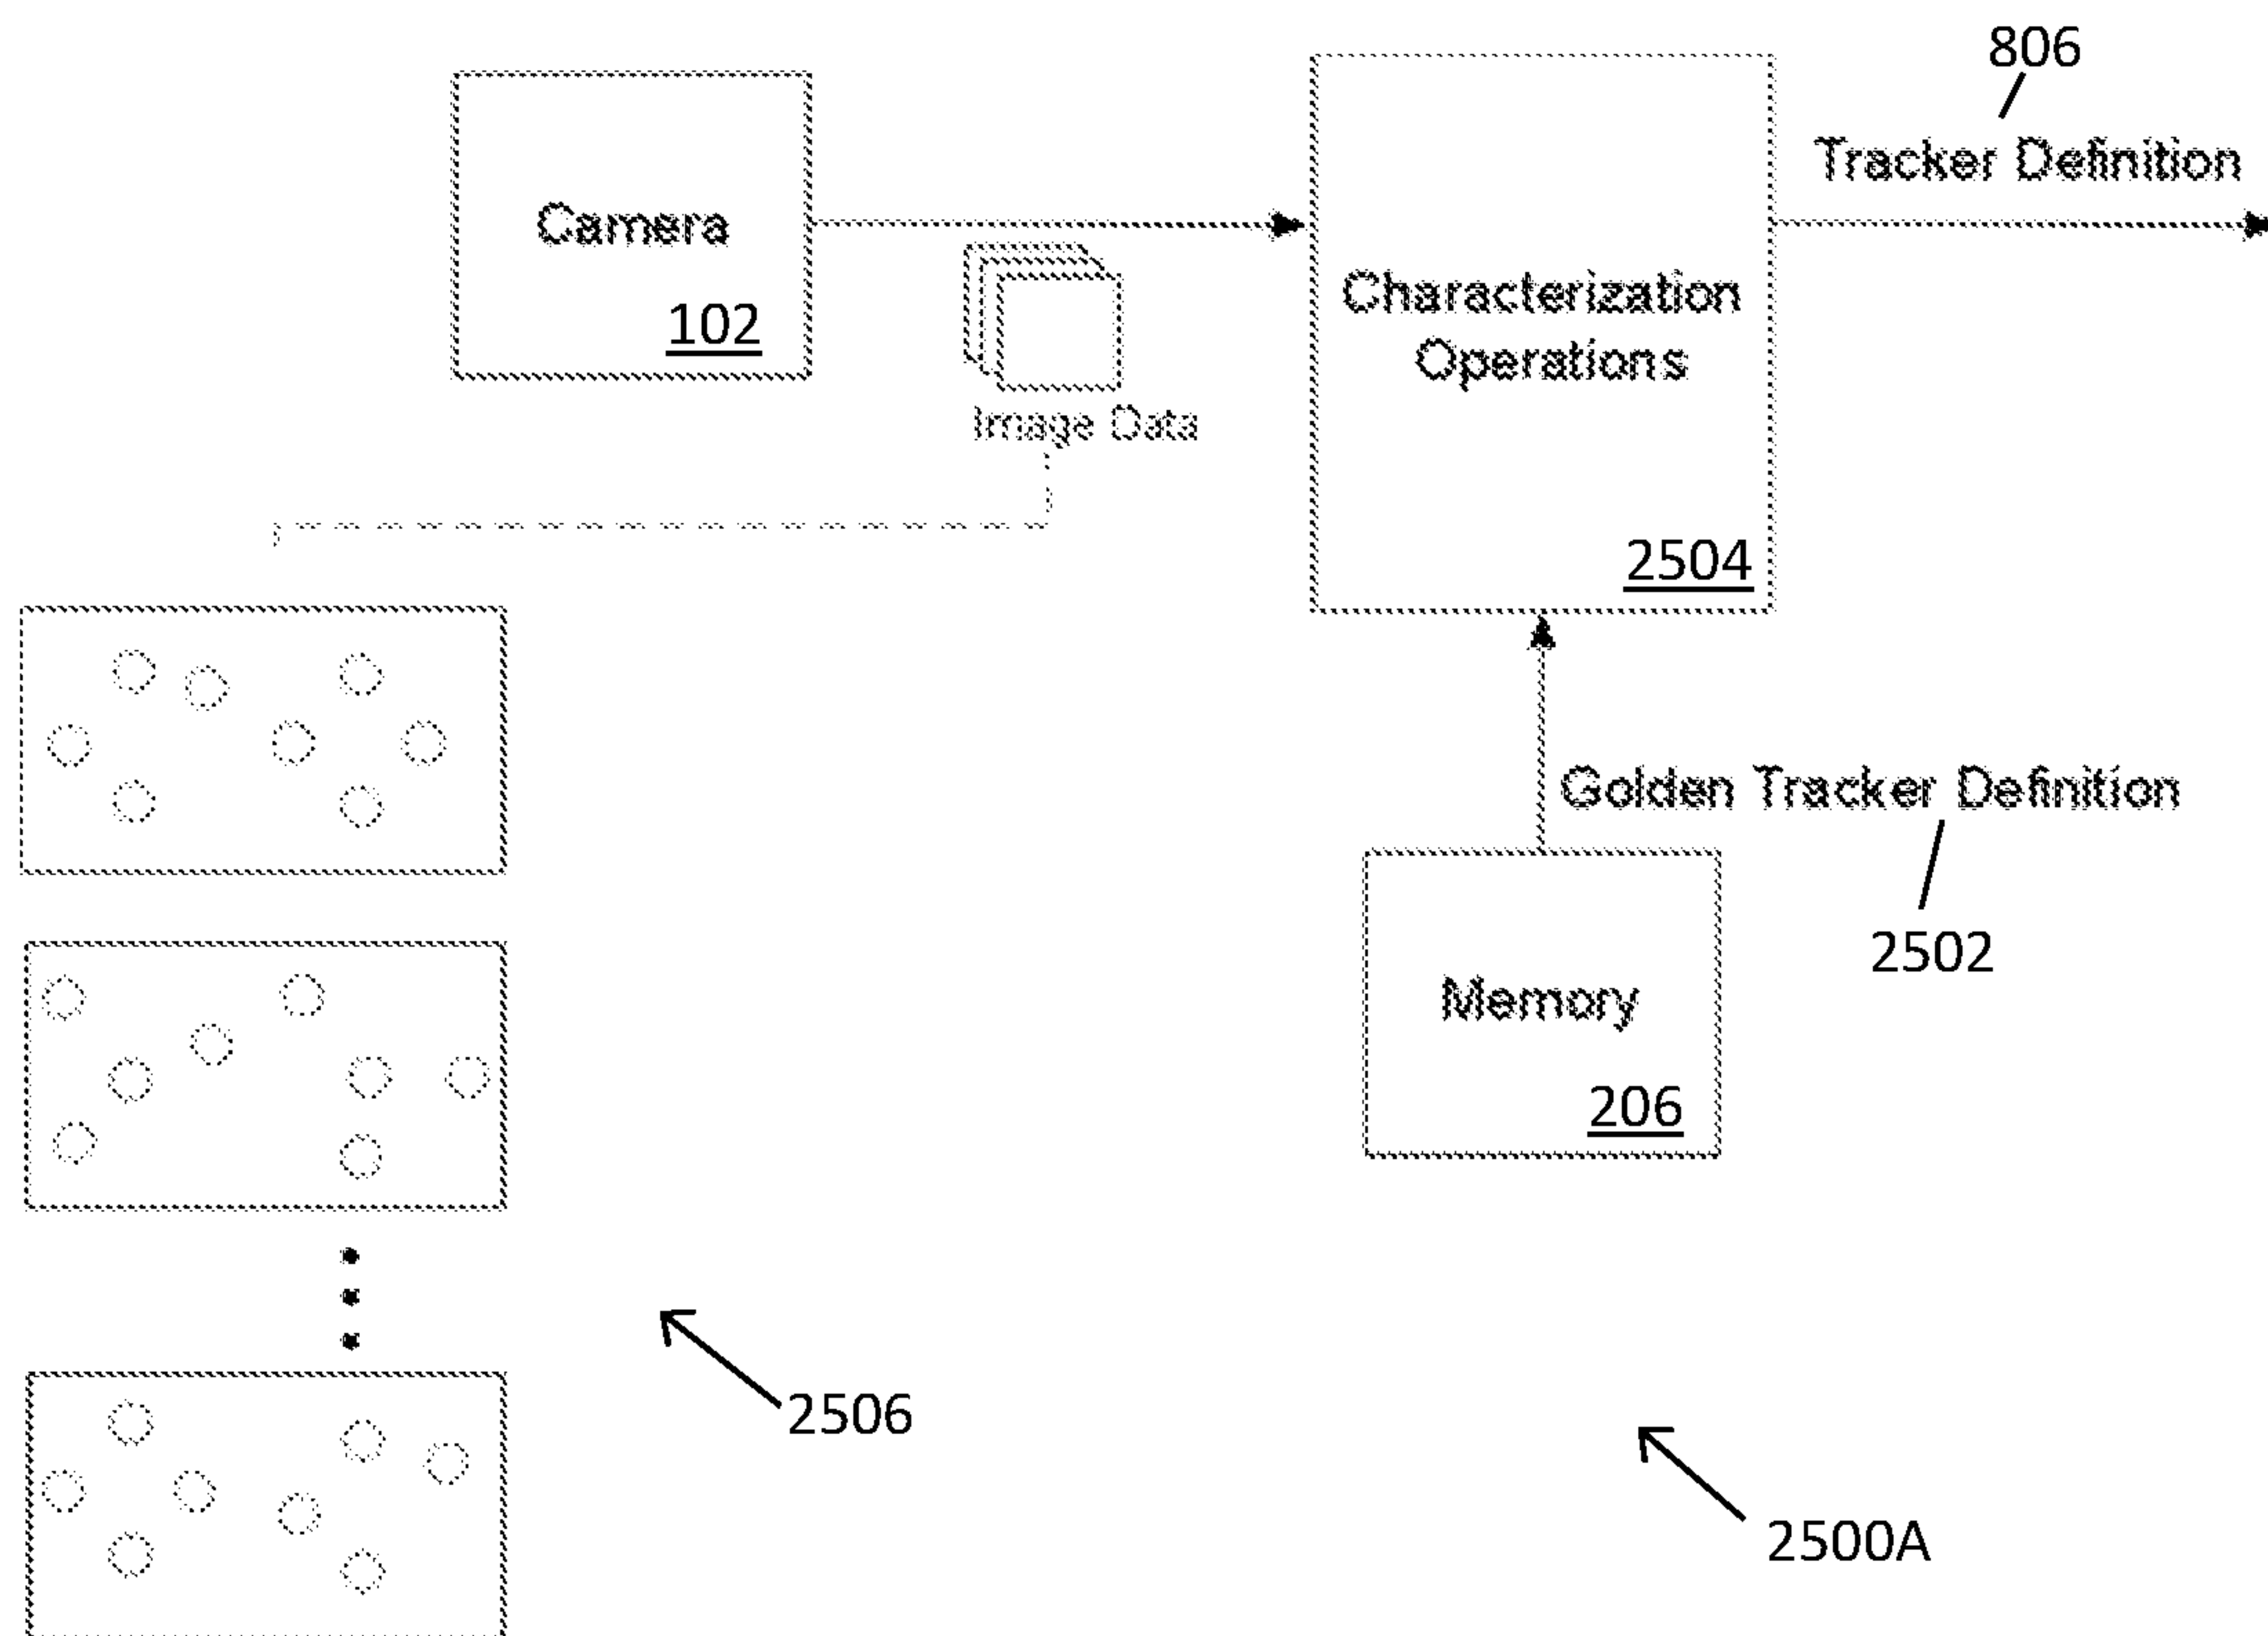 806
Tracker Definition
Camera
102
Image Data
Characterization
Operations
2504
Golden Tracker Definition
2502
Memory
206
2506
2500A